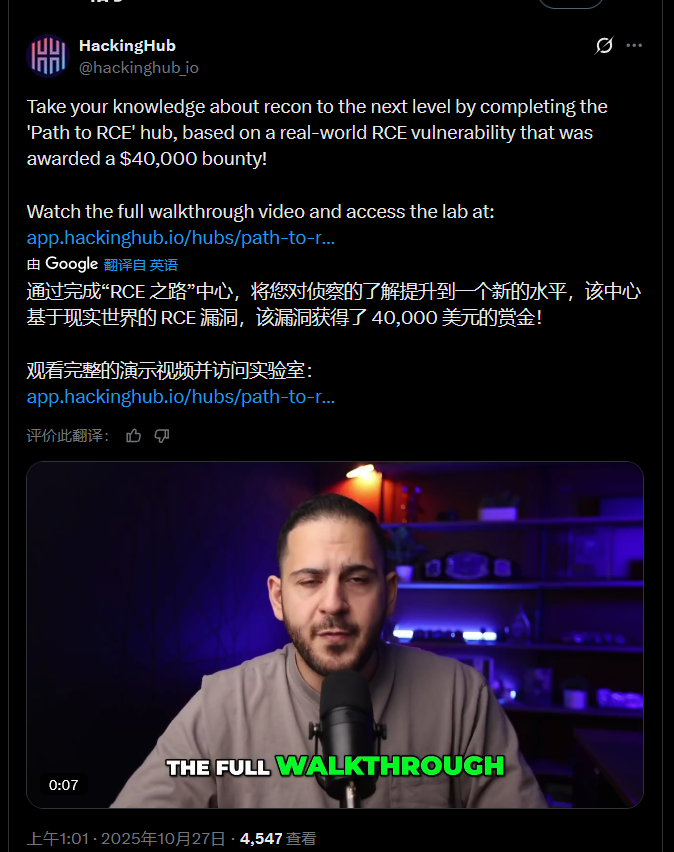 HackingHub
@hackinghub_io
Take your knowledge about recon to the next level by completing the
'Path to RCE' hub, based on a real-world RCE vulnerability that was
awarded a $40,000 bounty!
Watch the full walkthrough video and access the lab at:
app.hackinghub.io/hubs/path-to-r...
由 Google 翻译自 英语
通过完成“RCE 之路”中心，将您对侦察的了解提升到一个新的水平，该中心
基于现实世界的 RCE 漏洞，该漏洞获得了 40,000 美元的赏金！
观看完整的演示视频并访问实验室：
app.hackinghub.io/hubs/path-to-r...
评价此翻译：
THE FULL WALKTHROUGH
0:07
上午1:01 · 2025年10月27日 · 4,547 查看